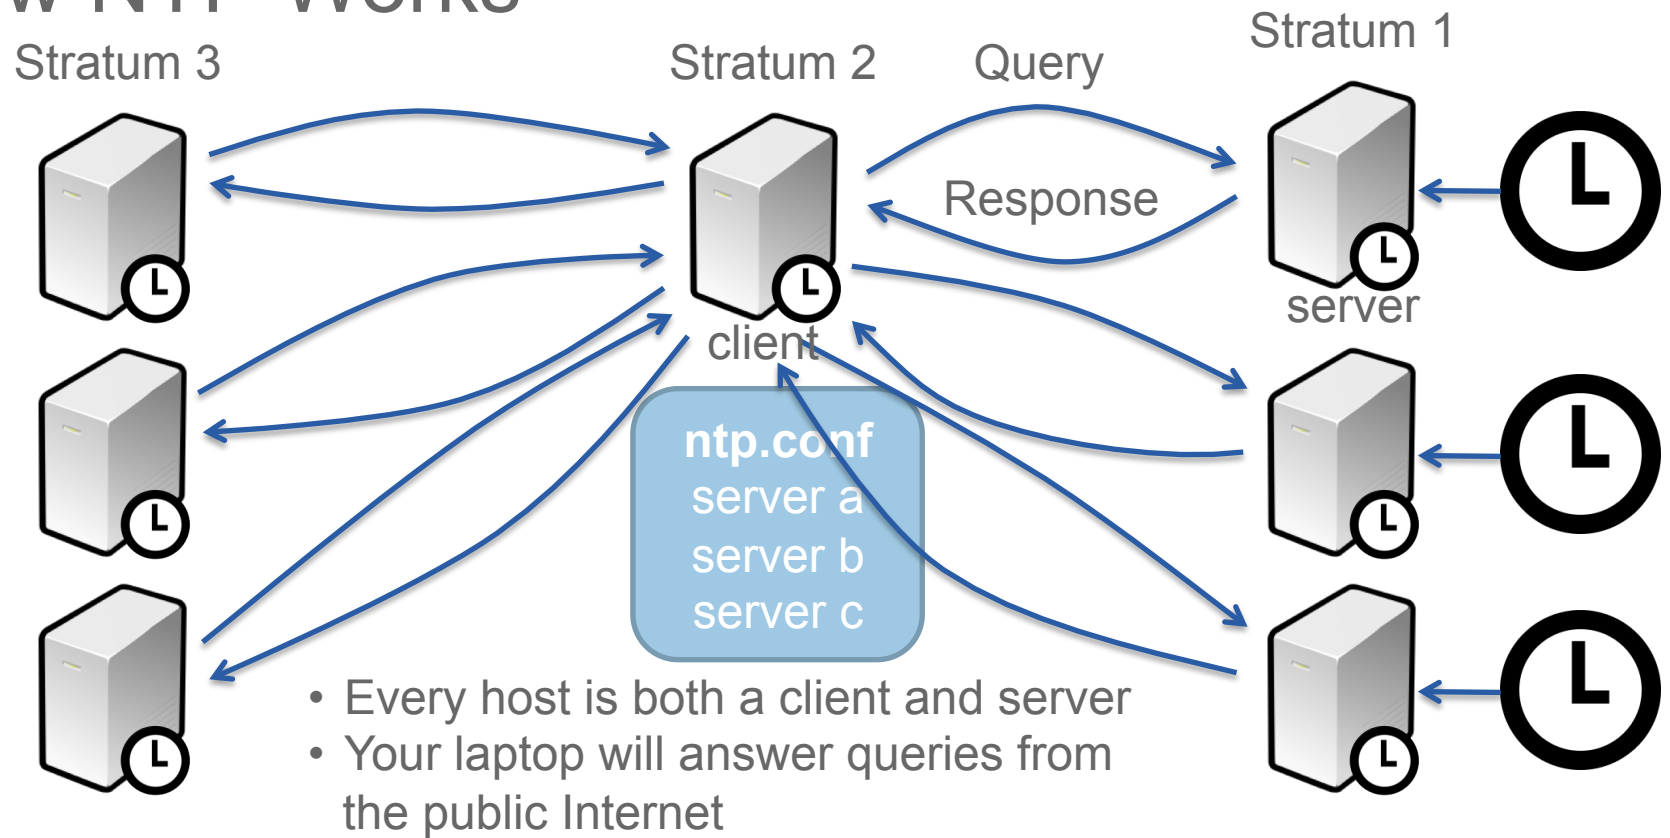 Works
Stratum 3
Stratum 2
Query
Stratum 1
Response
server
client
ntp.conf
server a
server b
server c
• Every host is both a client and server
• Your laptop will answer queries from
the public Internet